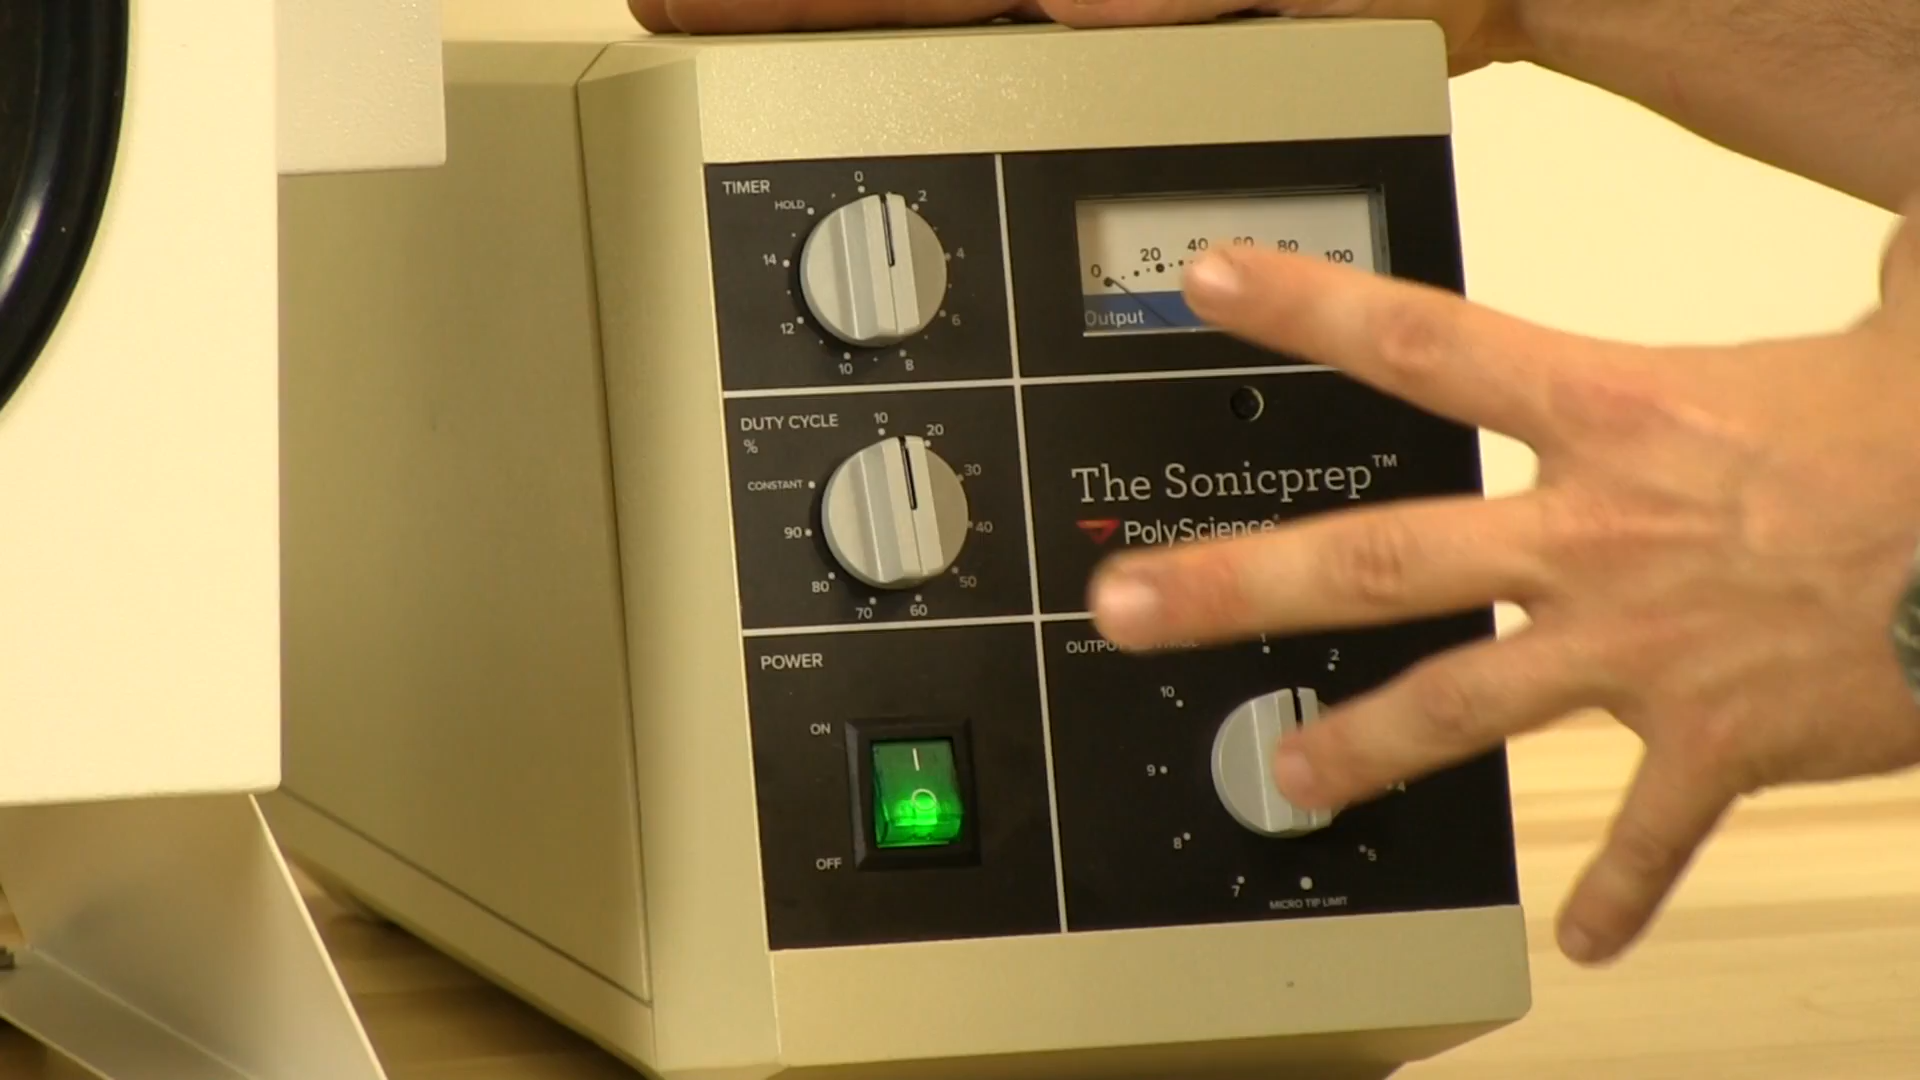 TIMER
0
2
4
6
8
10
12
14
HOLD
0 20 40 60 80 100
Output
DUTY CYCLE
%
10
20
30
40
50
60
70
80
90
CONSTANT
The Sonicprep™
PolyScience®
POWER
ON
OFF
1
2
4
5
MICRO TIP LIMIT
7
8
9
10